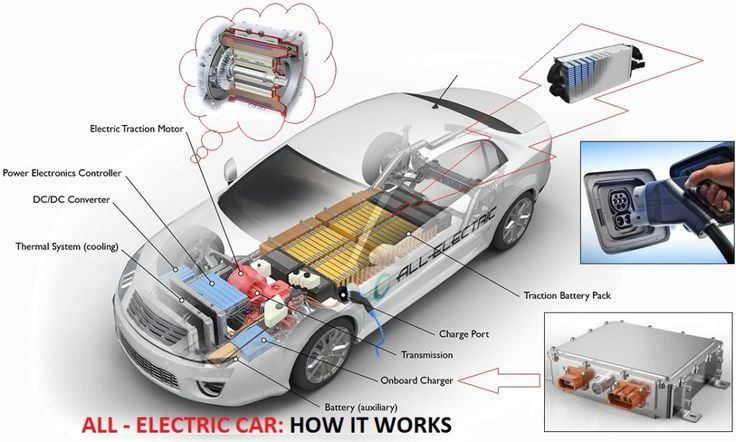 Electric Traction Motor
Power Electronics Controller
DC/DC Converter
Thermal System (cooling)
ALL-ELECTRIC
Traction Battery Pack
Charge Port
Transmission
Onboard Charger
Battery (auxiliary)
ALL - ELECTRIC CAR: HOW IT WORKS